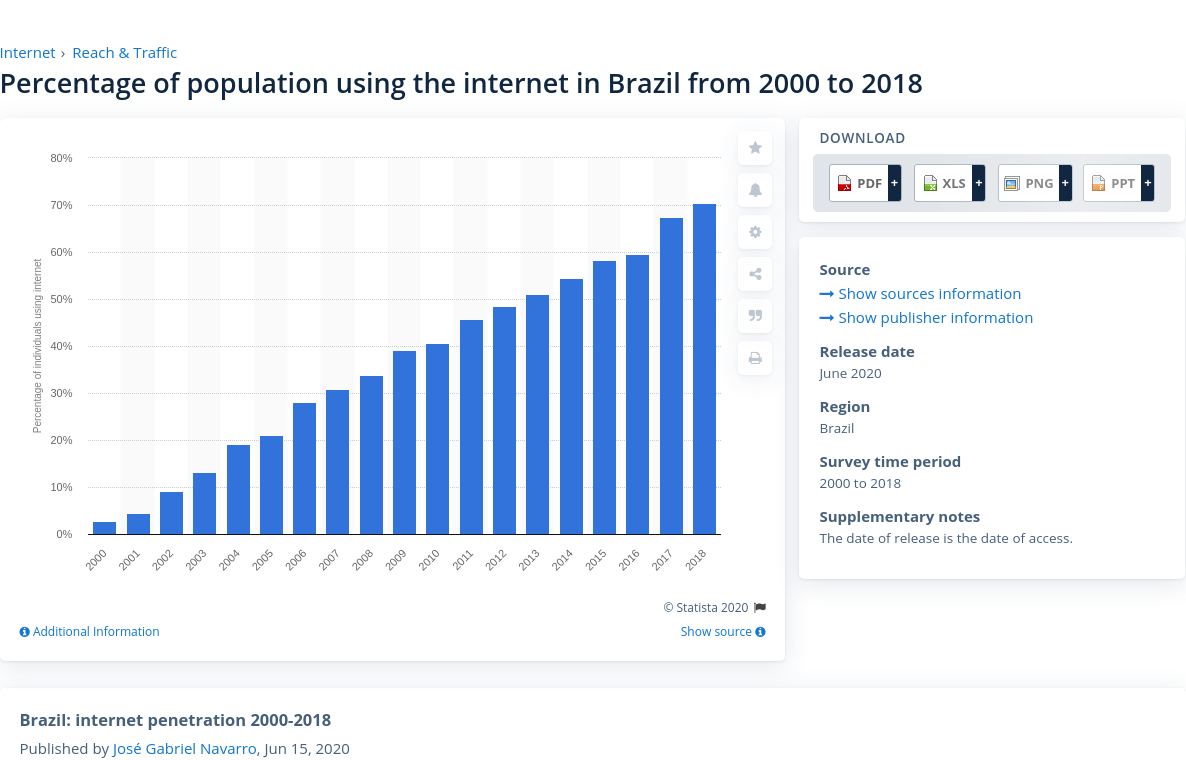 Internet › Reach & Traffic
Percentage of population using the internet in Brazil from 2000 to 2018
Percentage of individuals using internet
80%
70%
60%
50%
40%
30%
20%
10%
0%
2000 2001 2002 2003 2004 2005 2006 2007 2008 2009 2010 2011 2012 2013 2014 2015 2016 2017 2018
© Statista 2020
Additional Information Show source
DOWNLOAD
PDF + XLS + PNG + PPT +
Source
Show sources information
Show publisher information
Release date
June 2020
Region
Brazil
Survey time period
2000 to 2018
Supplementary notes
The date of release is the date of access.
Brazil: internet penetration 2000-2018
Published by José Gabriel Navarro, Jun 15, 2020